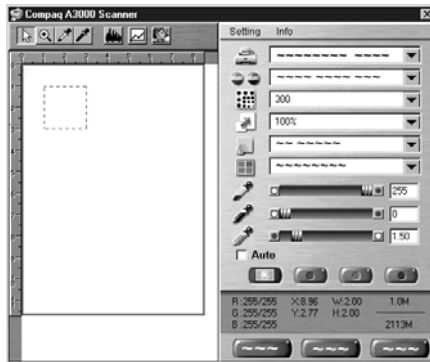 Compaq A3000 Scanner
Setting Info
300
100%
255
0
1.50
Auto
R :255/255 X:8.96 W:2.00 1.0M
G :255/255 Y:2.77 H:2.00
B :255/255 2113M